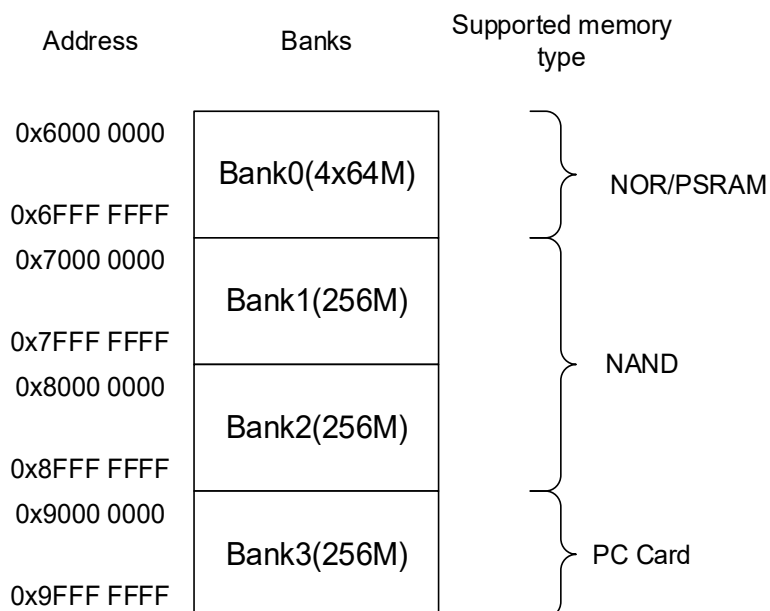 Address
Banks
Supported memory
type
0x6000 0000
Bank0(4x64M)
NOR/PSRAM
0x6FFF FFFF
0x7000 0000
Bank1(256M)
0x7FFF FFFF
NAND
0x8000 0000
Bank2(256M)
0x8FFF FFFF
0x9000 0000
Bank3(256M)
PC Card
0x9FFF FFFF